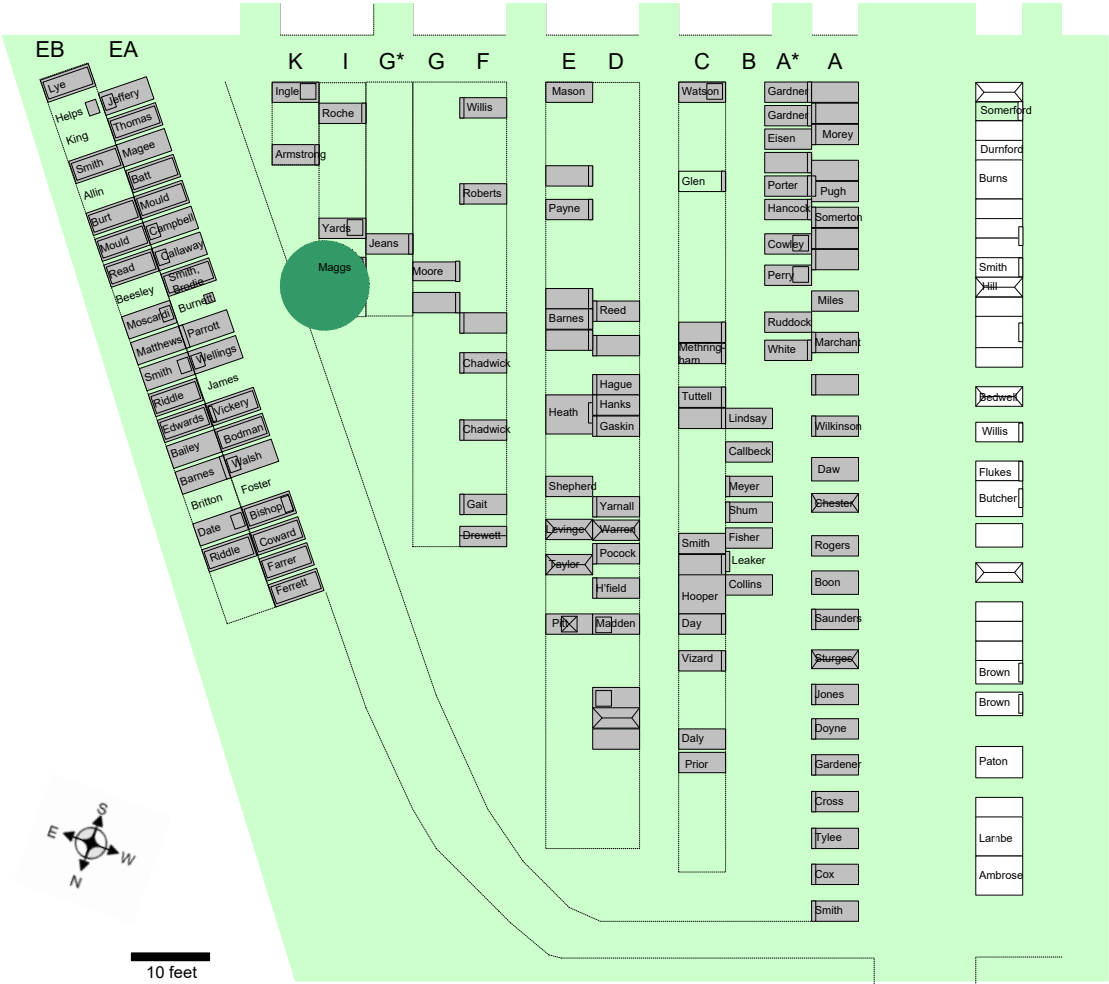 EB
EA
K
I
G*
G
F
E
D
C
B
A*
A
Lye
Helps
King
Smith
Allin
Burt
Mould
Read
Beesley
Moscardi
Matthews
Smith
Riddle
Edwards
Bailey
Barnes
Britton
Date
Riddle
Jeffery
Thomas
Magee
Batt
Mould
Campbell
Callaway
Smith,
Brodie
Burnett
Parrott
Wellings
James
Vickery
Bodman
Walsh
Foster
Bishop
Coward
Farrer
Ferrett
Ingle
Armstrong
Roche
Yards
Maggs
Jeans
Moore
Willis
Roberts
Chadwick
Chadwick
Gait
Drewett
Mason
Payne
Barnes
Heath
Shepherd
Levinge
Taylor
Pitt
Reed
Hague
Hanks
Gaskin
Yarnall
Warren
Pocock
H'field
Madden
Watson
Glen
Methring-
ham
Tuttell
Smith
Hooper
Day
Vizard
Daly
Prior
Lindsay
Callbeck
Meyer
Shum
Fisher
Leaker
Collins
Gardner
Gardner
Eisen
Porter
Hancock
Cowley
Perry
Ruddock
White
Morey
Pugh
Somerton
Miles
Marchant
Wilkinson
Daw
Chester
Rogers
Boon
Saunders
Sturges
Jones
Doyne
Gardener
Cross
Tylee
Cox
Smith
Somerford
Durnford
Burns
Smith
Hill
Bedwell
Willis
Flukes
Butcher
Brown
Brown
Paton
Lambe
Ambrose
S
E
W
N
10 feet